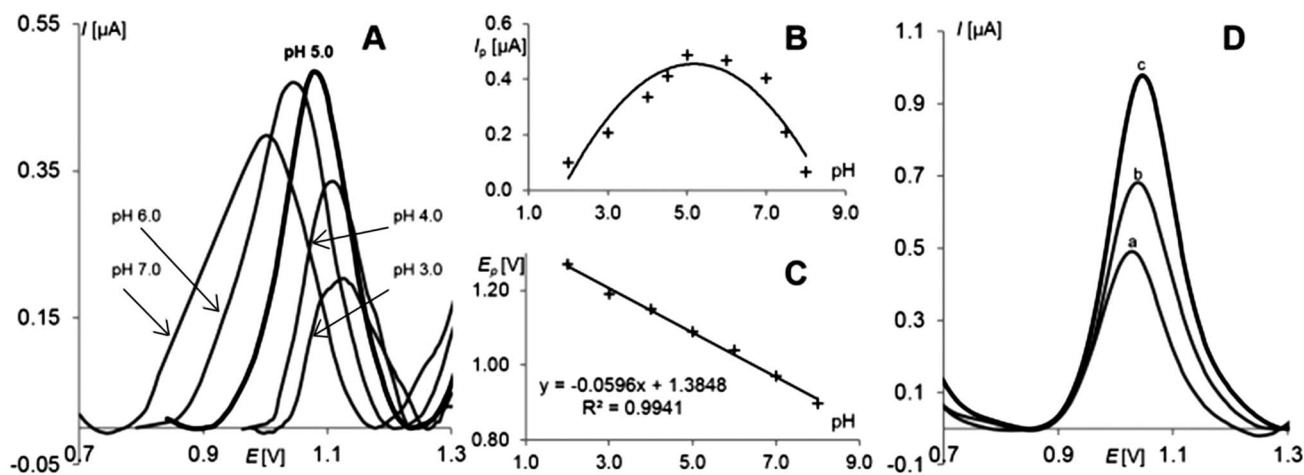 0.55
I [µA]
A
pH 5.0
0.35
pH 6.0
pH 4.0
pH 7.0
pH 3.0
0.15
-0.05
0.7
0.9
E [V]
1.1
1.3
0.6
Ip [µA]
B
0.4
0.2
0.0
pH
1.0
3.0
5.0
7.0
9.0
Ep [V]
C
1.20
1.00
y = -0.0596x + 1.3848
R² = 0.9941
pH
0.80
1.0
3.0
5.0
7.0
9.0
1.1
I [µA]
D
c
0.9
0.7
b
0.5
a
0.3
0.1
-0.1
0.7
0.9
E [V]
1.1
1.3